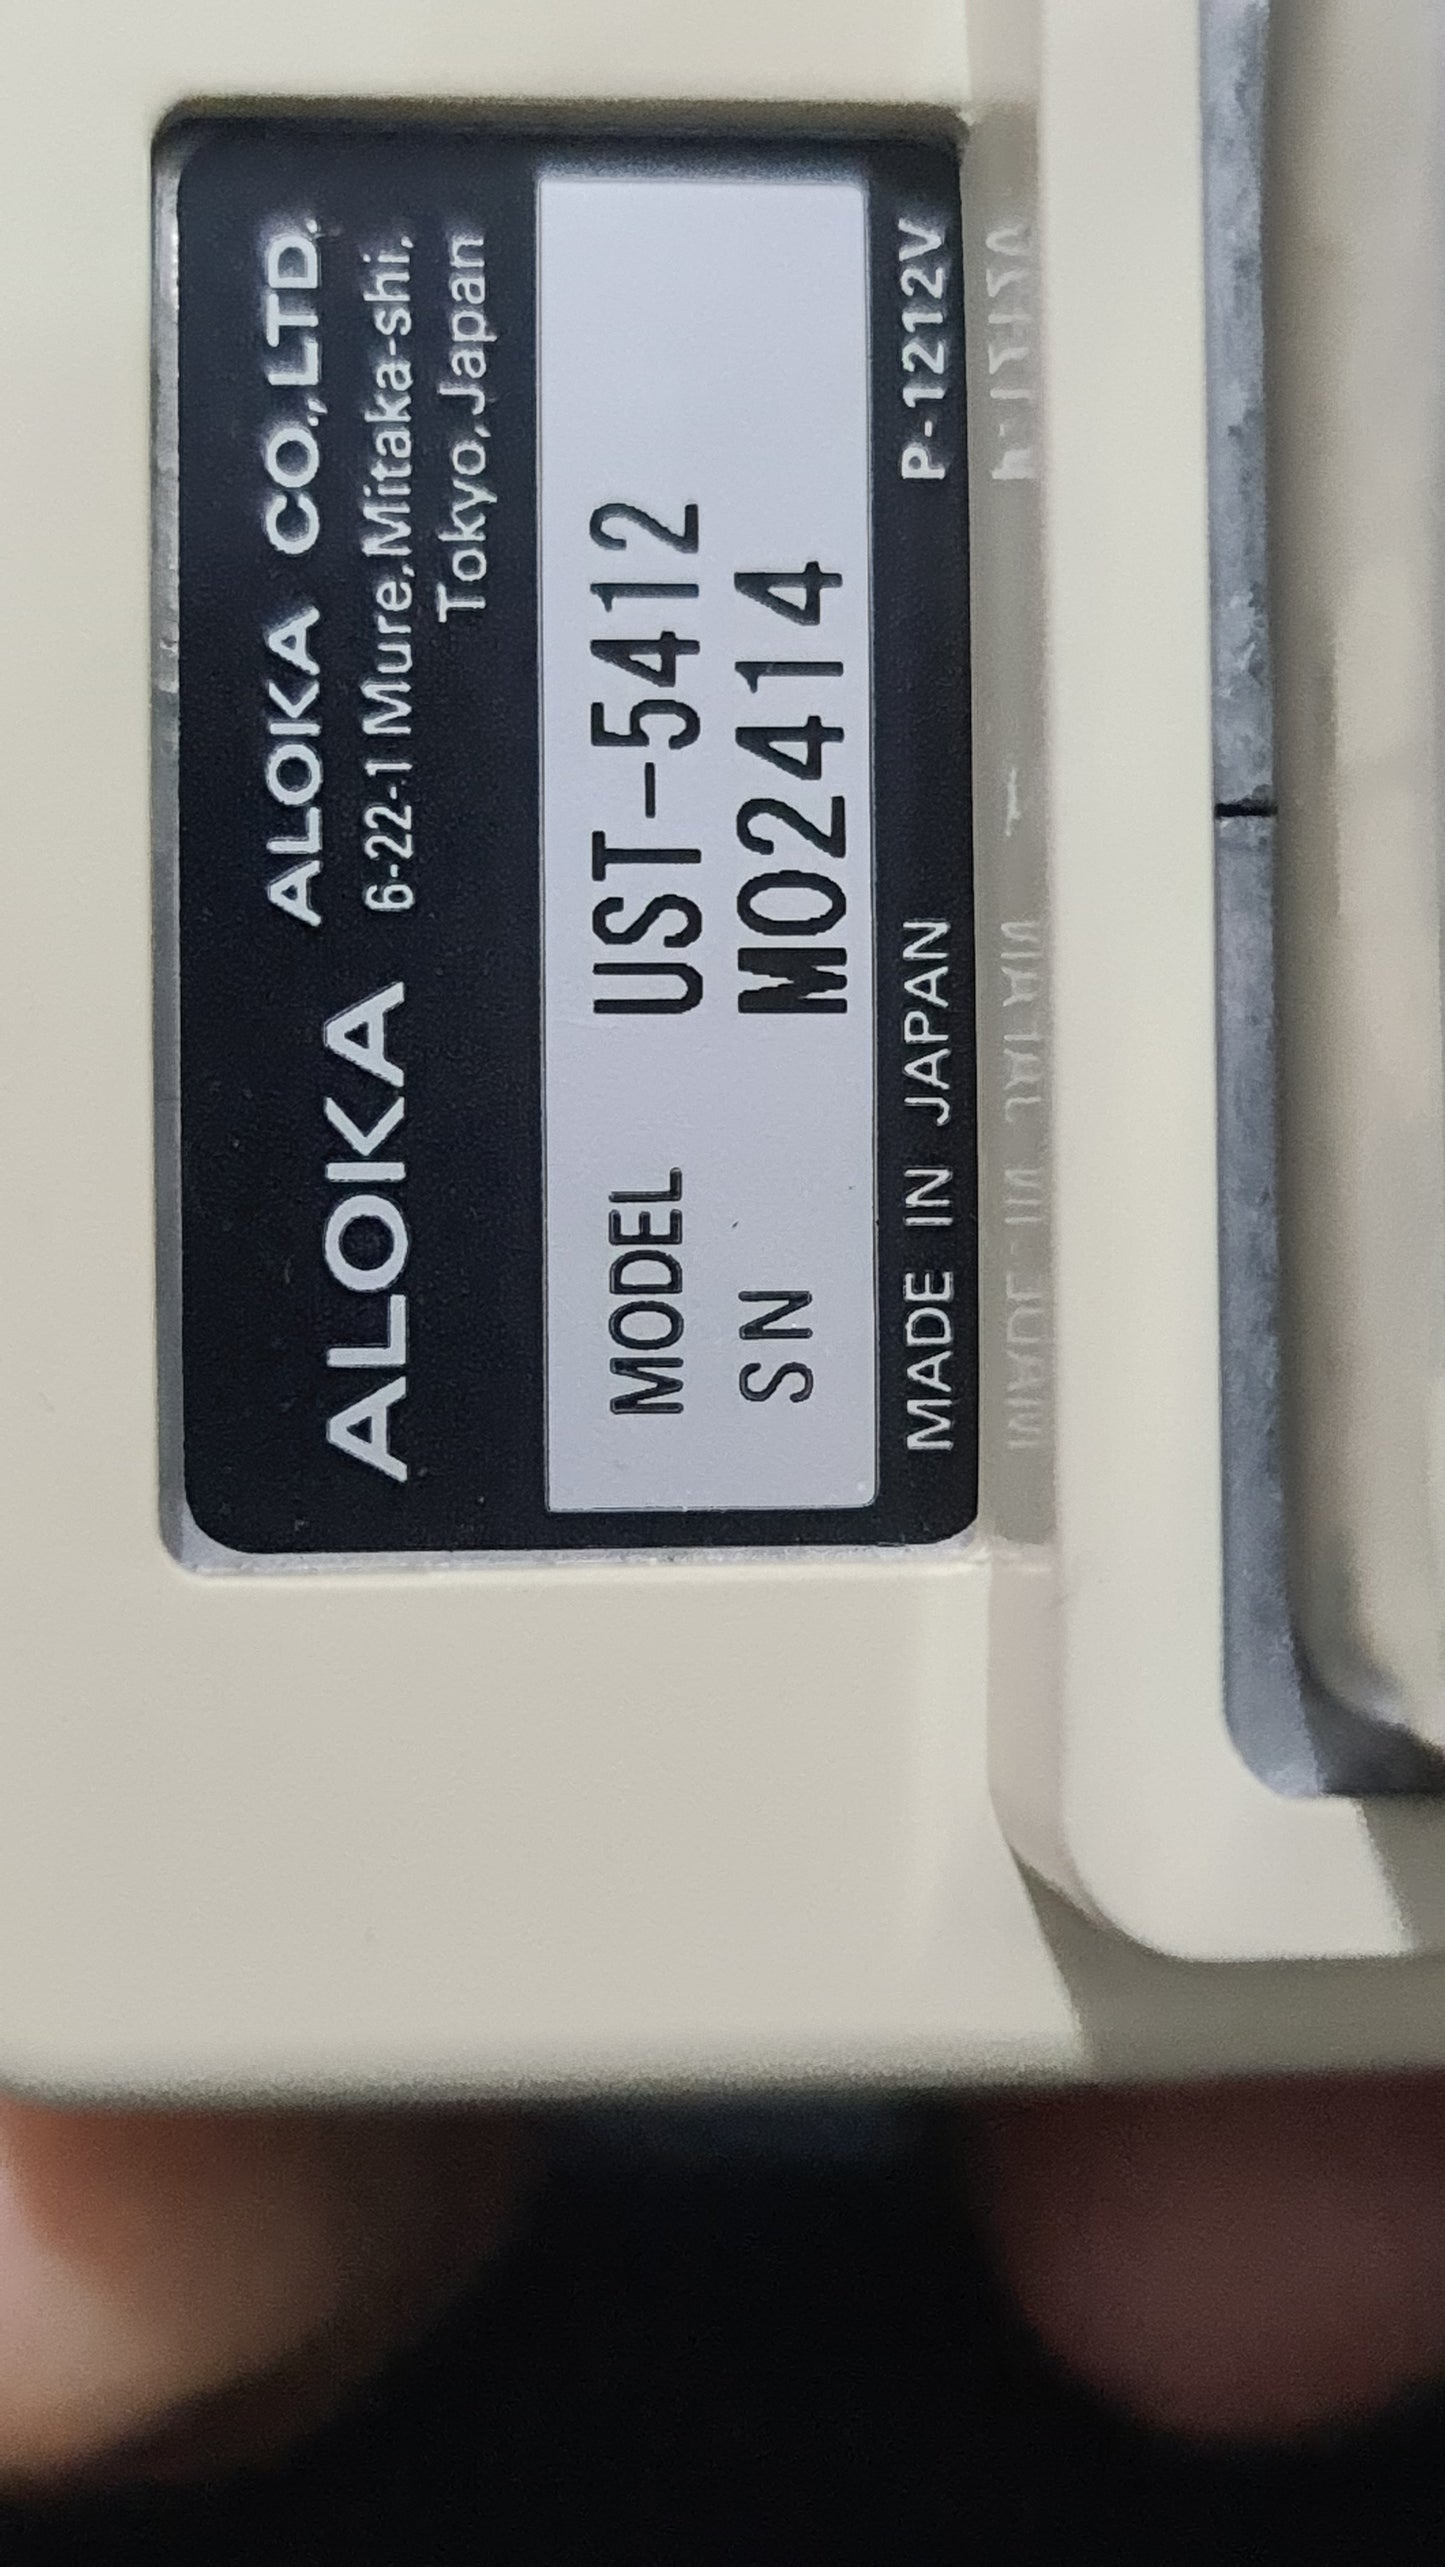 ALOKA
ALOKA CO.,LTD.
6-22-1 Mure,Mitaka-shi,
Tokyo,Japan
MODEL UST-5412
SN M02414
MADE IN JAPAN P-1212V